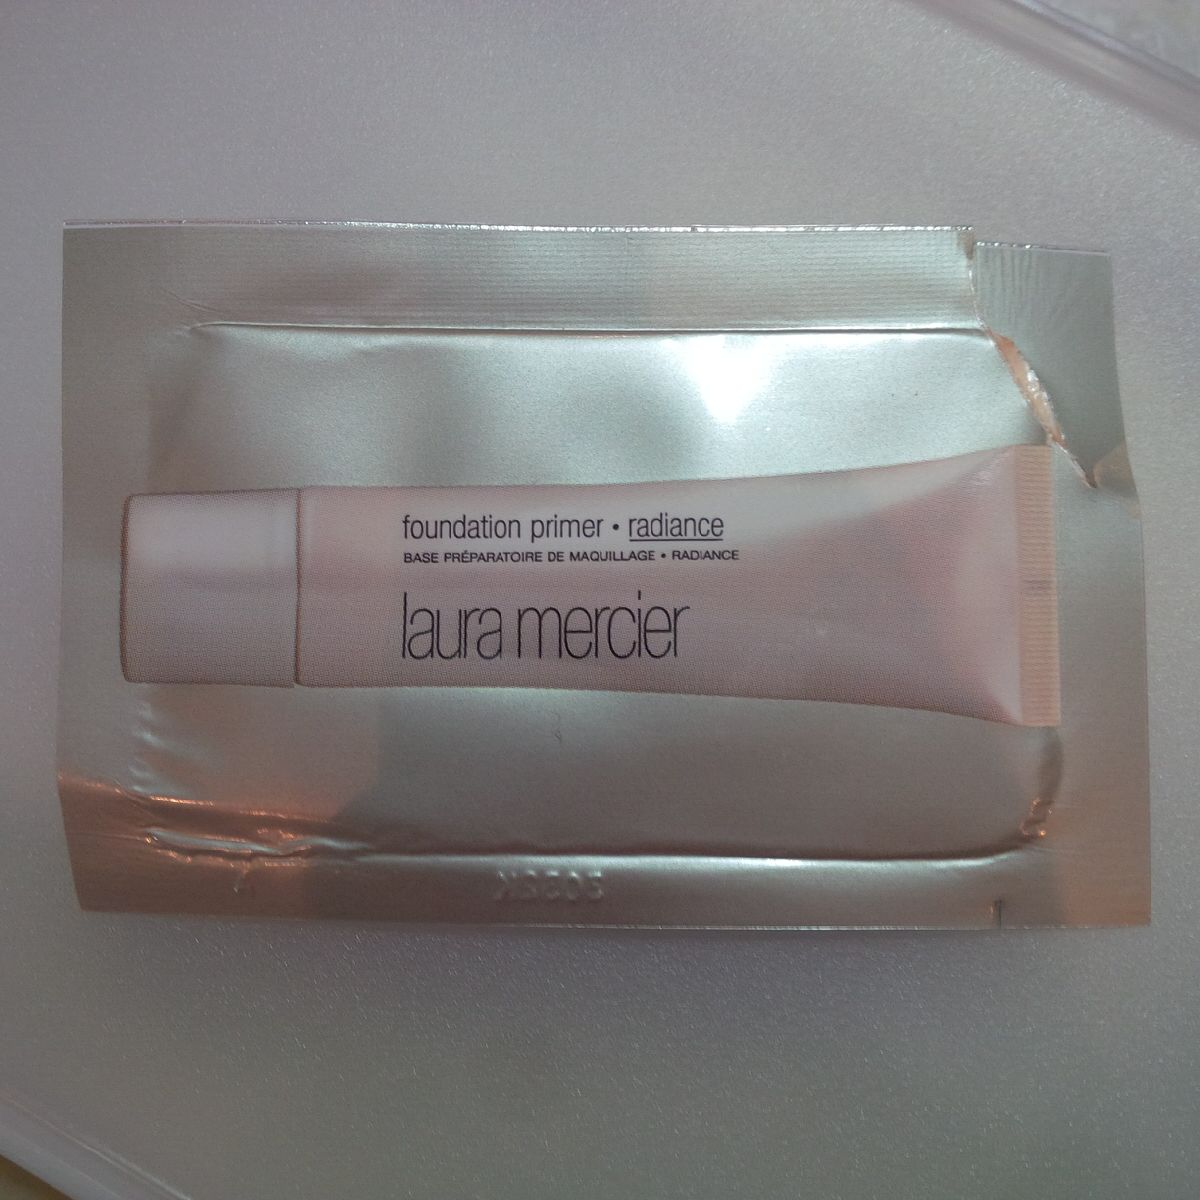 foundation primer • radiance
BASE PRÉPARATOIRE DE MAQUILLAGE • RADIANCE
laura mercier